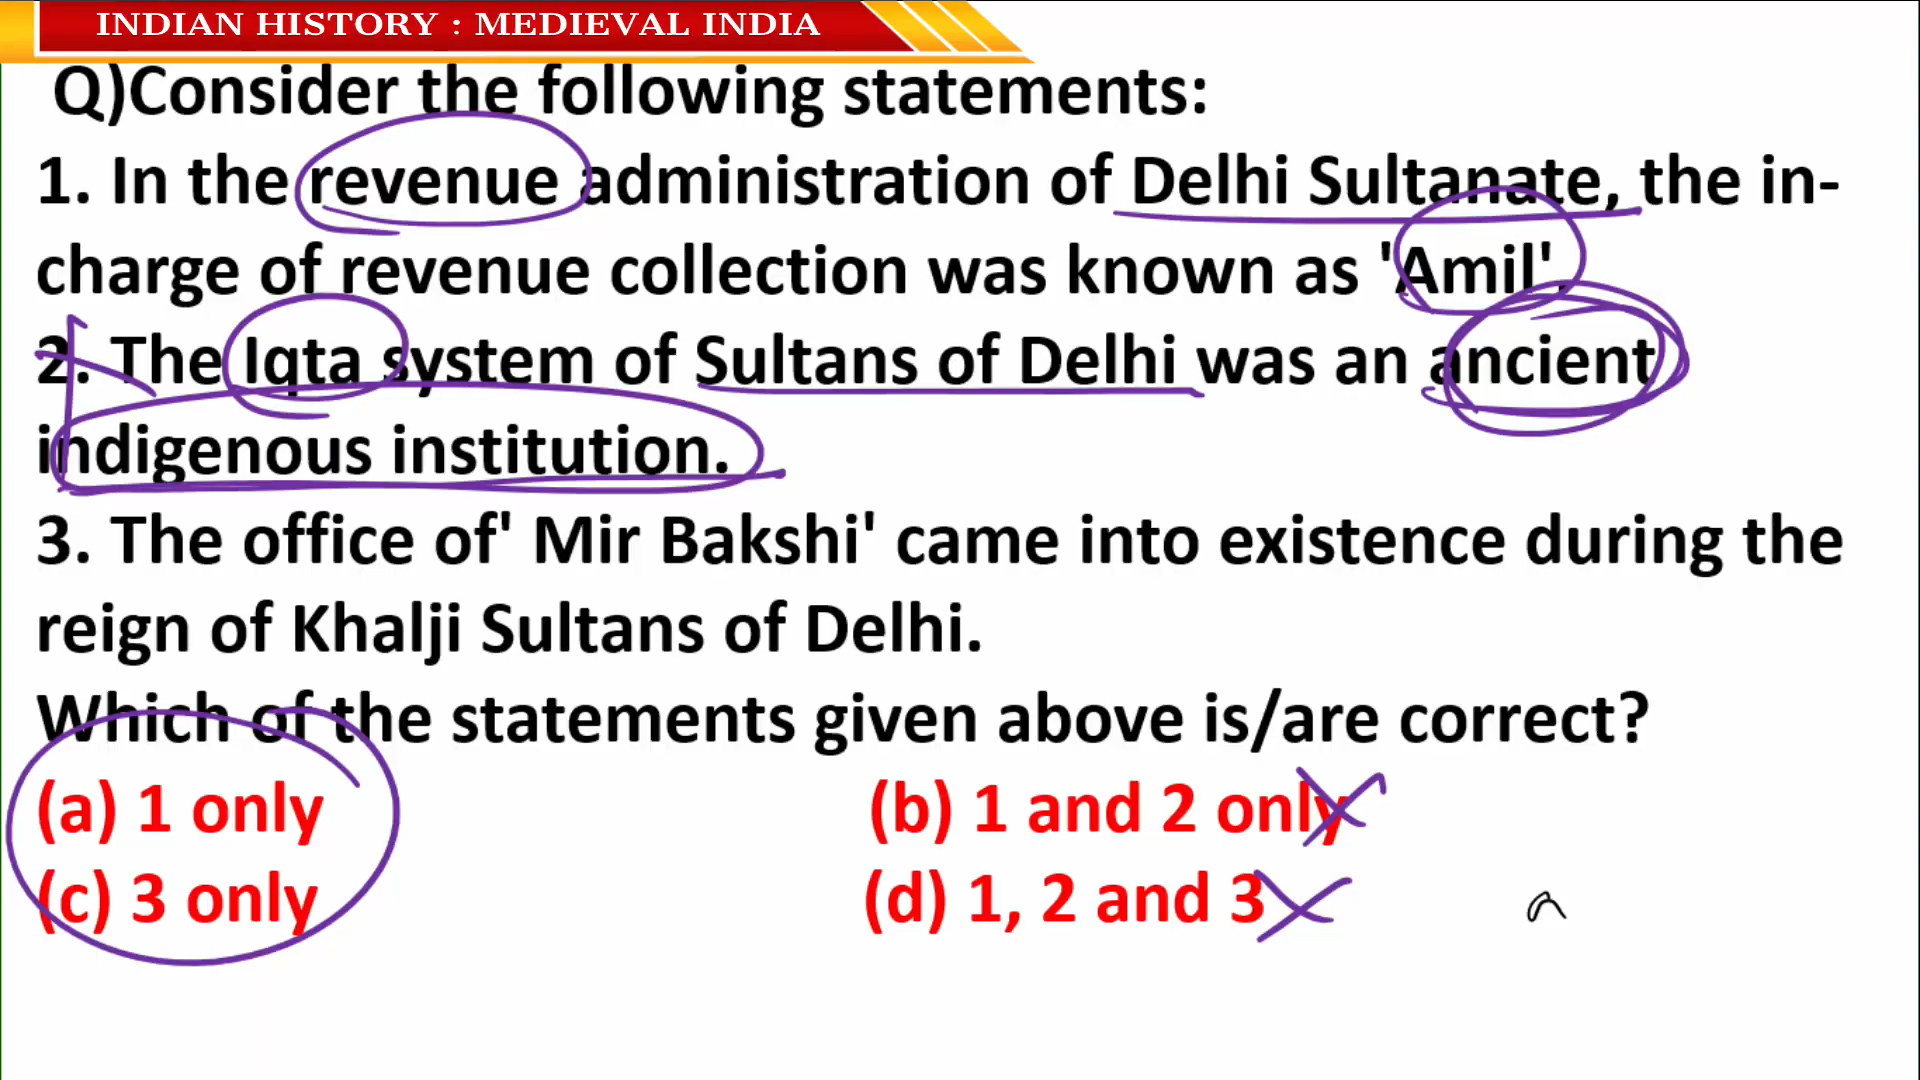 INDIAN HISTORY : MEDIEVAL INDIA
Q)Consider the following statements:
1. In the revenue administration of Delhi Sultanate, the in-
charge of revenue collection was known as 'Amil'.
2. The Iqta system of Sultans of Delhi was an ancient
indigenous institution.
3. The office of' Mir Bakshi' came into existence during the
reign of Khalji Sultans of Delhi.
Which of the statements given above is/are correct?
(a) 1 only (b) 1 and 2 only
(c) 3 only (d) 1, 2 and 3